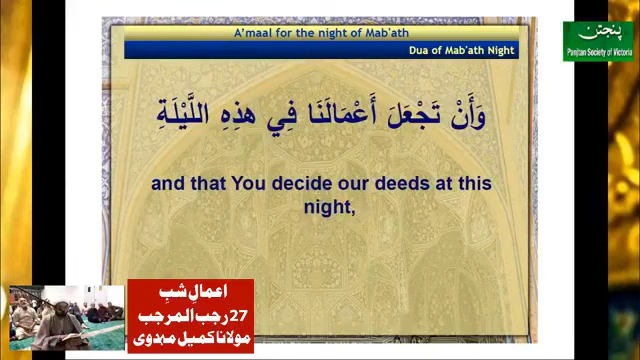 A'maal for the night of Mab'ath
Dua of Mab'ath Night
پنجتن
Panjtan Society of Victoria
وَأَنْ تَجْعَلَ أَعْمَالَنَا فِي هذِهِ اللَّيْلَةِ
and that You decide our deeds at this
night,
اعمالِ شبِ
27 رجب المرجب
مولانا کمیل مہدوی